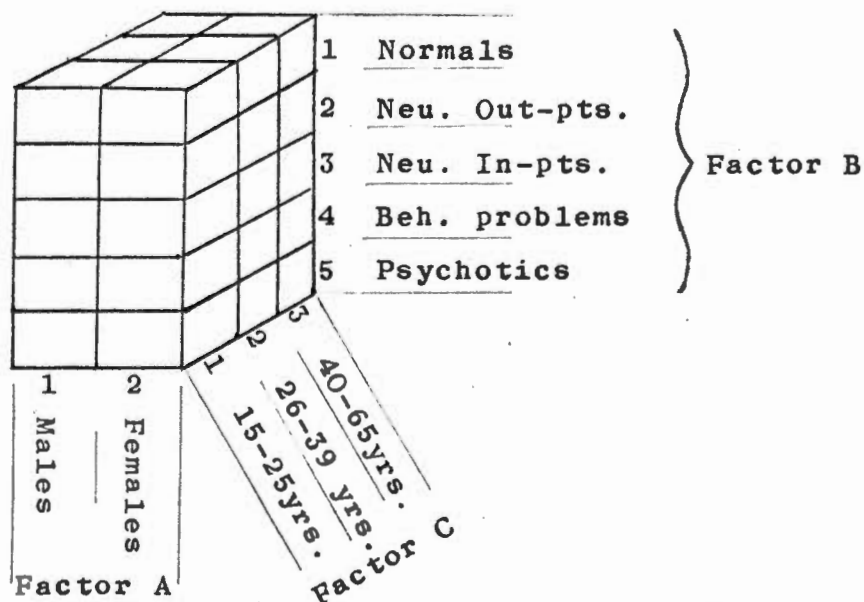 1 Normals
2 Neu. Out-pts.
3 Neu. In-pts.
4 Beh. problems
5 Psychotics
Factor B
1 2
Males
Females
Factor A
1 2 3
15-25yrs.
26-39 yrs.
40-65yrs.
Factor C